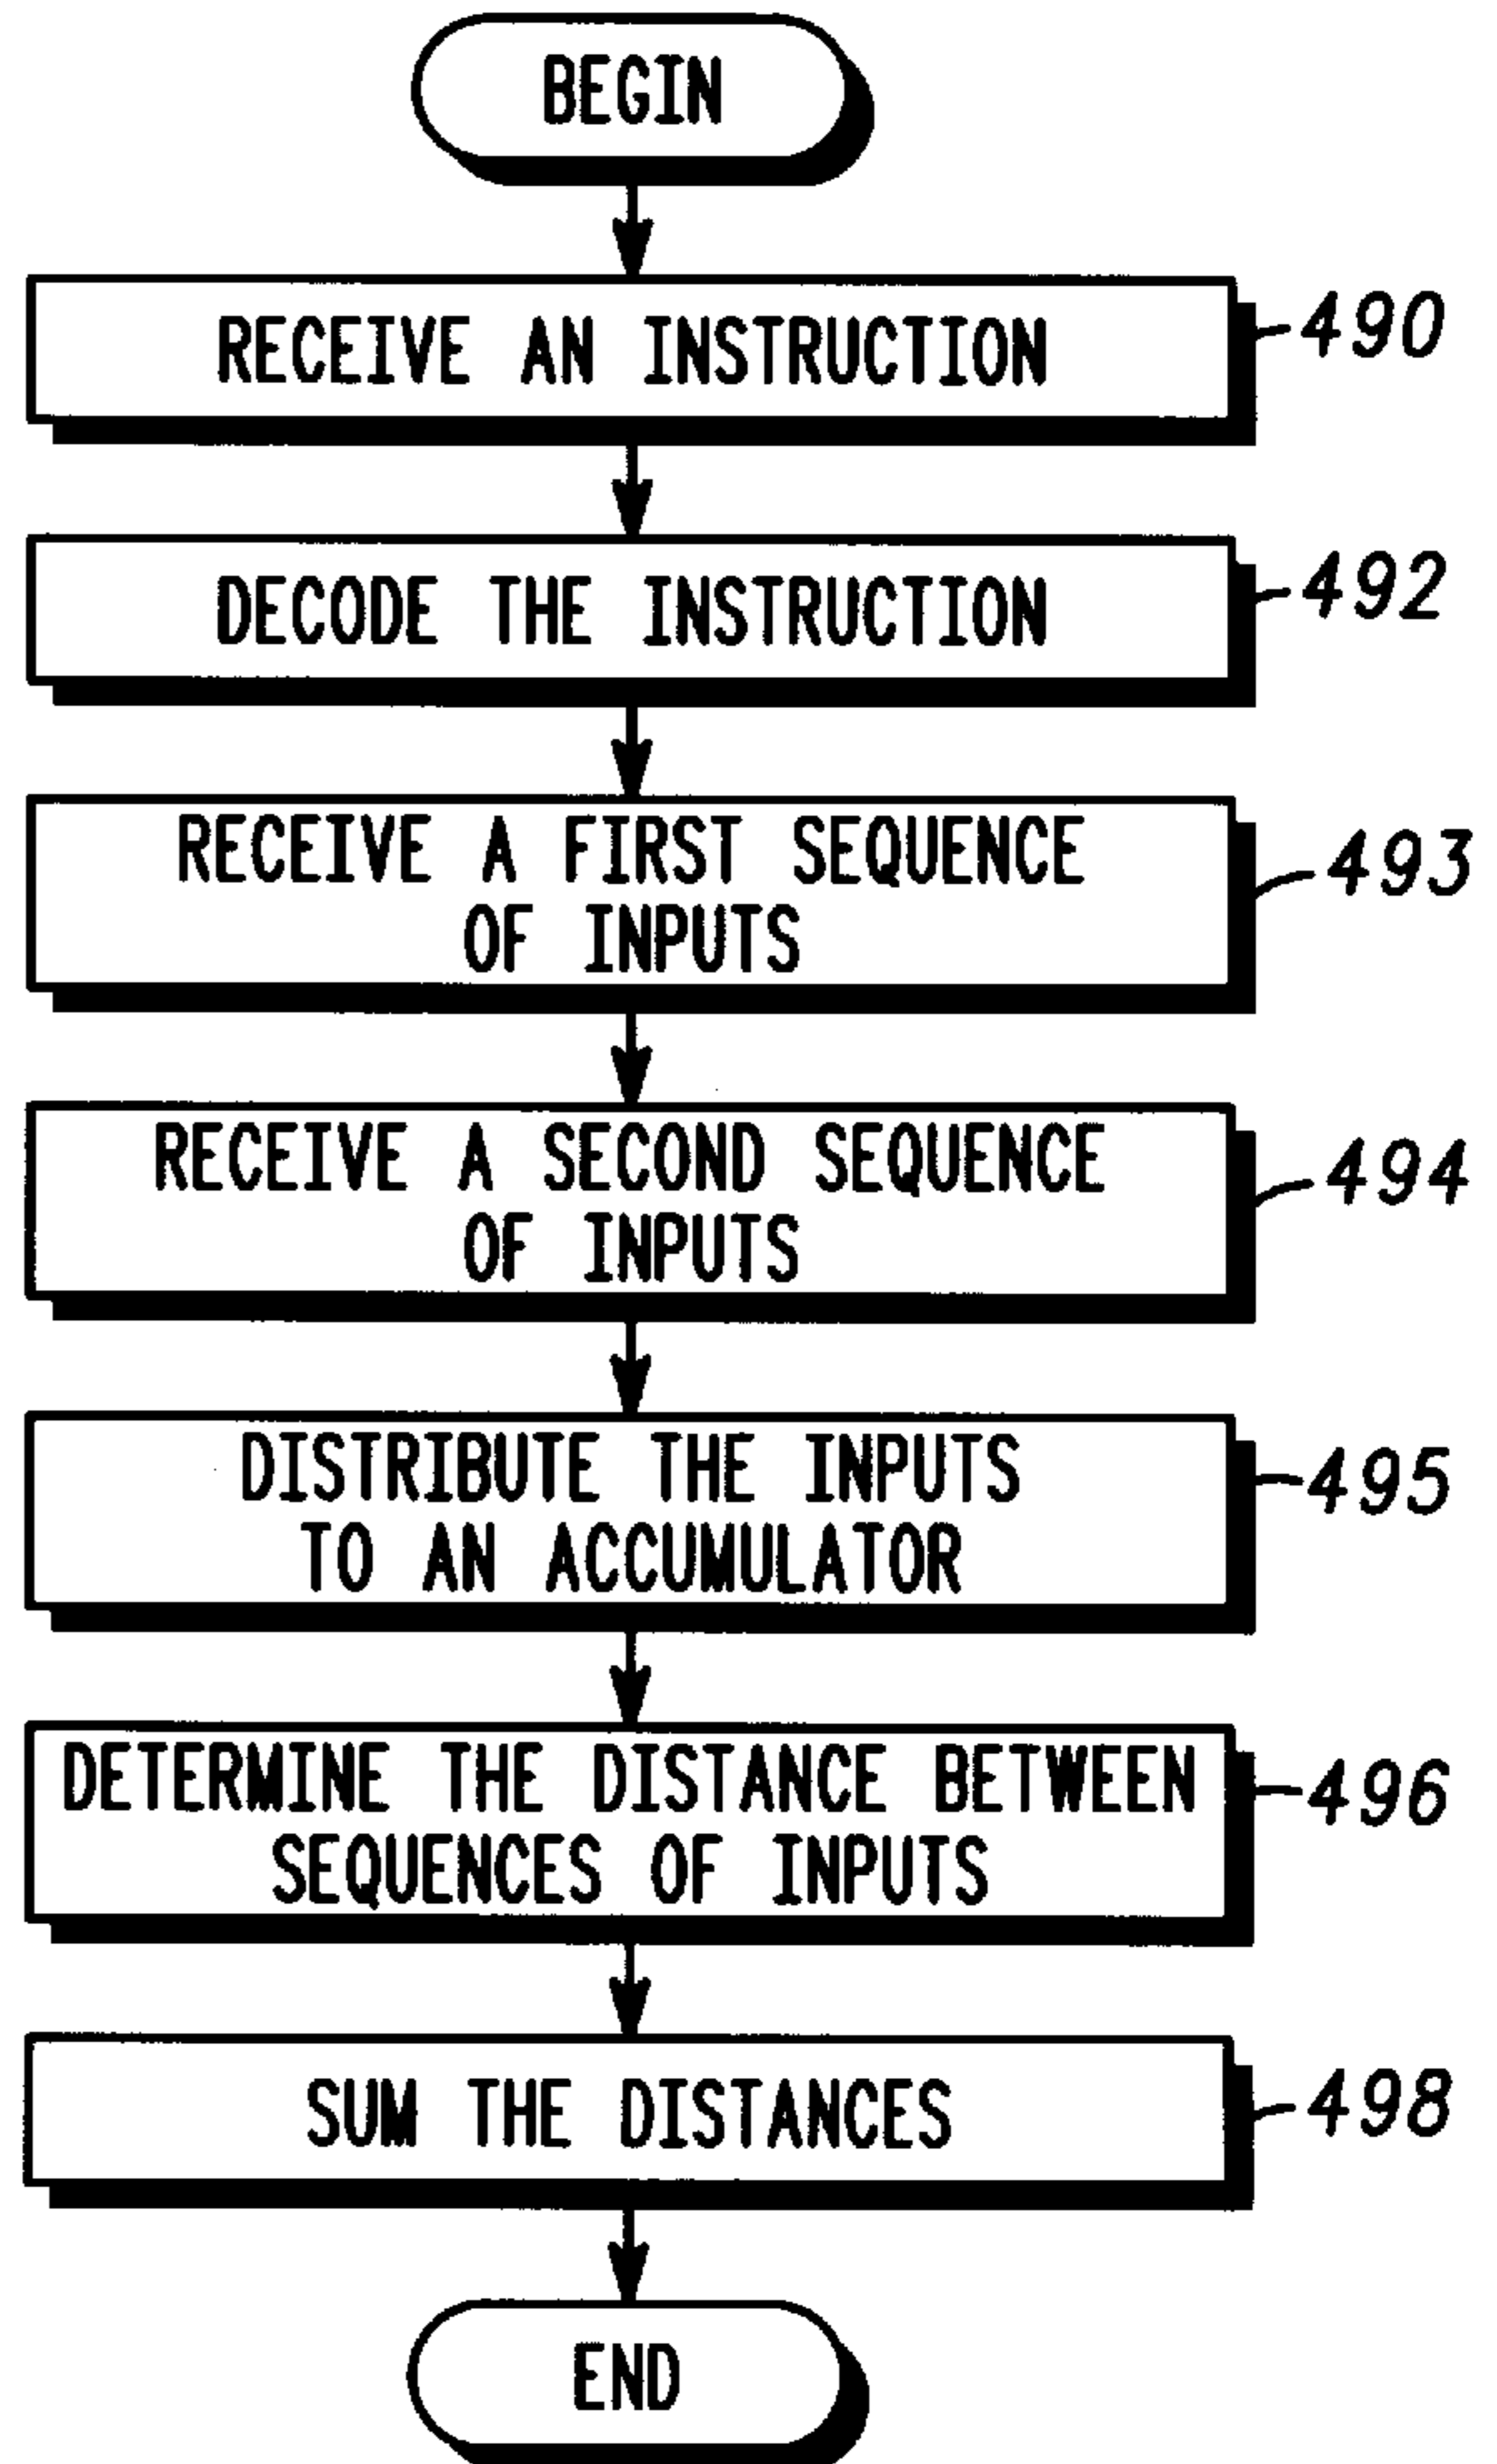 BEGIN
RECEIVE AN INSTRUCTION
490
DECODE THE INSTRUCTION
492
RECEIVE A FIRST SEQUENCE
OF INPUTS
493
RECEIVE A SECOND SEQUENCE
OF INPUTS
494
DISTRIBUTE THE INPUTS
TO AN ACCUMULATOR
495
DETERMINE THE DISTANCE BETWEEN
SEQUENCES OF INPUTS
496
SUM THE DISTANCES
498
END